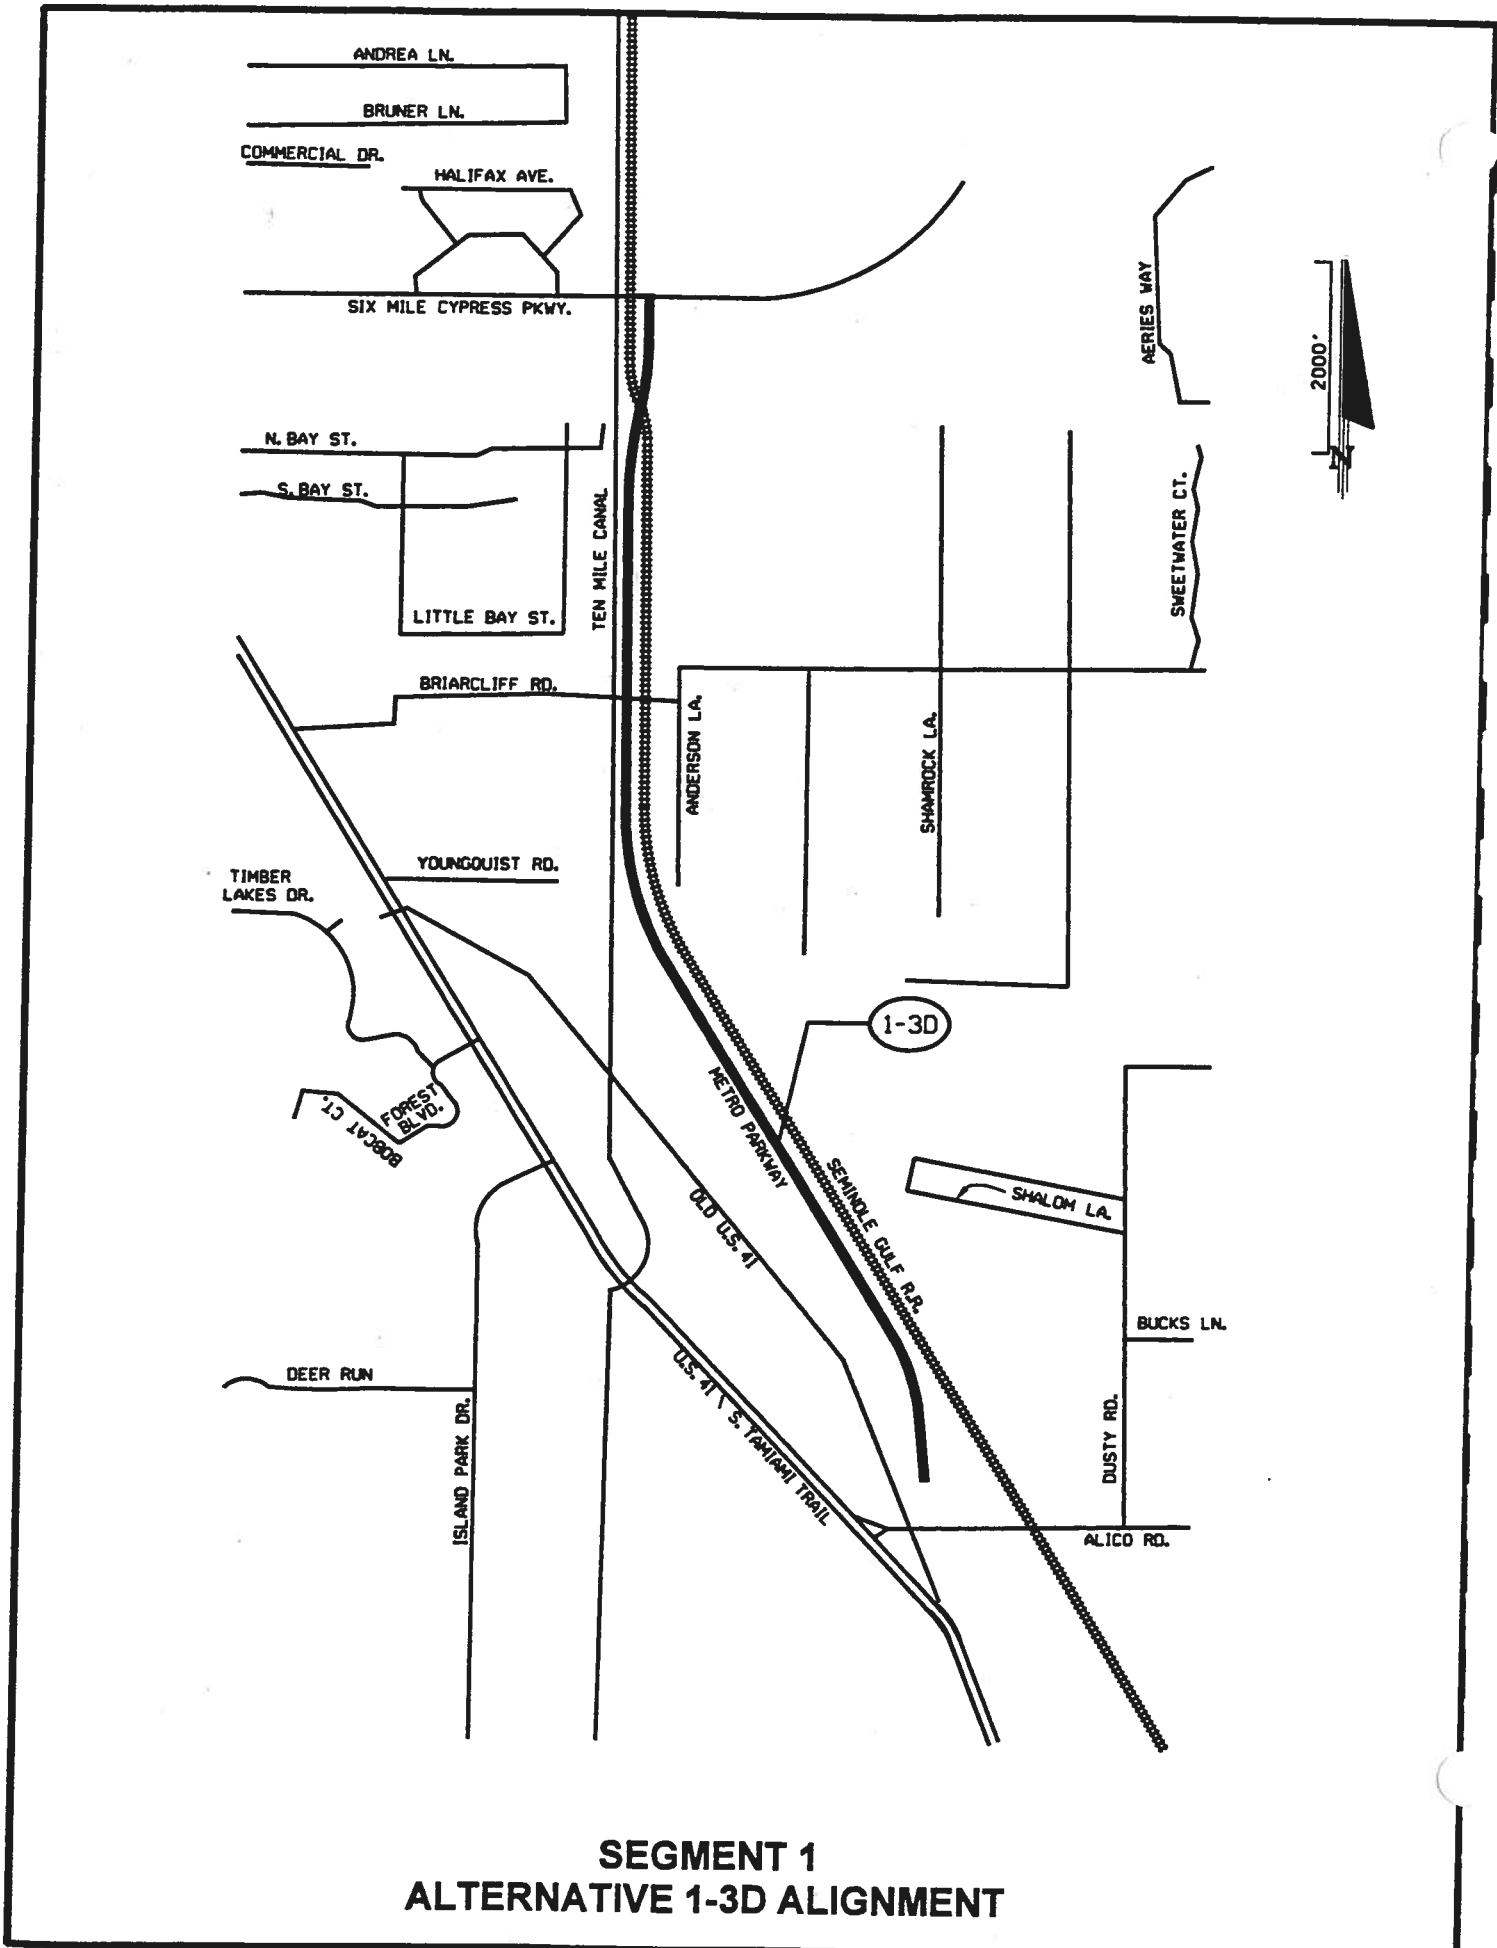 ANDREA LN.
BRUNER LN.
COMMERCIAL DR.
HALIFAX AVE.
SIX MILE CYPRESS PKWY.
AERIES WAY
2000'
N
N. BAY ST.
S. BAY ST.
TEN MILE CANAL
SWEETWATER CT.
LITTLE BAY ST.
BRIARCLIFF RD.
ANDERSON LA.
SHAMROCK LA.
YOUNGQUIST RD.
TIMBER
LAKES DR.
1-3D
METRO PARKWAY
FOREST
BLVD.
BOBCAT CT.
SEMINOLE GULF R.R.
SHALOM LA.
OLD U.S. 41
BUCKS LN.
DEER RUN
U.S. 41 \ S. TAMIAMI TRAIL
ISLAND PARK DR.
DUSTY RD.
ALICO RD.
SEGMENT 1
ALTERNATIVE 1-3D ALIGNMENT